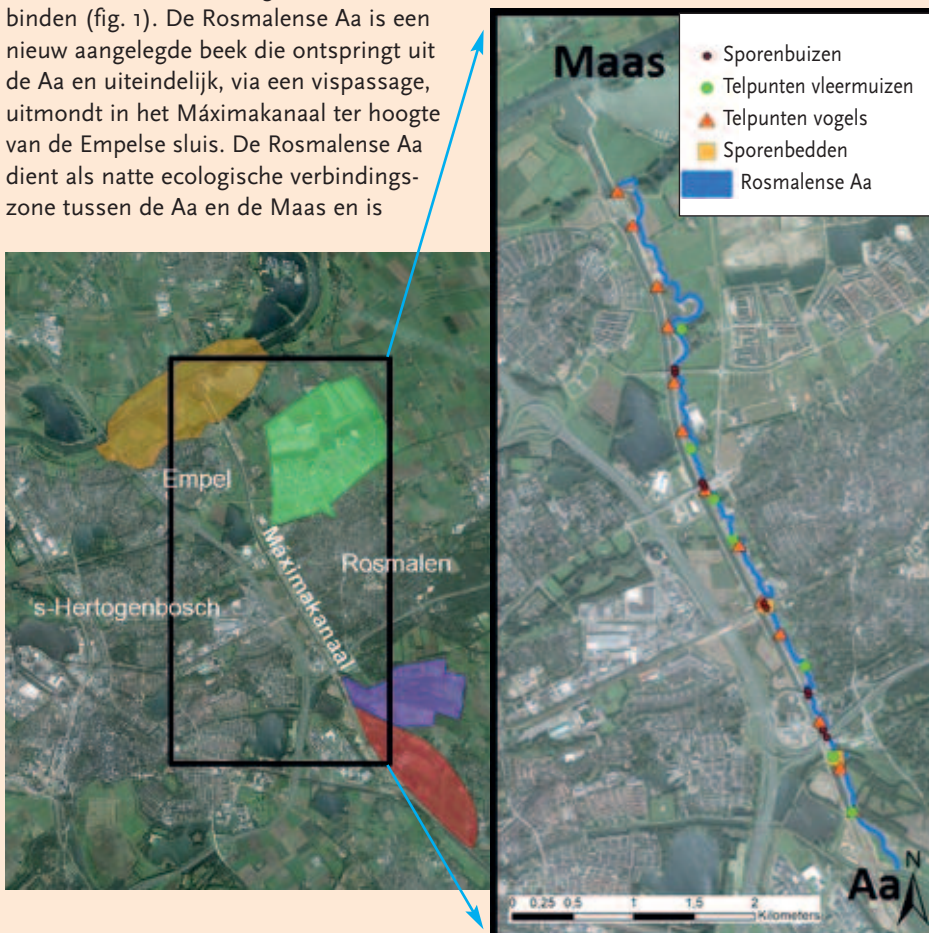 binden (fig. 1). De Rosmalense Aa is een
nieuw aangelegde beek die ontspringt uit
de Aa en uiteindelijk, via een vispassage,
uitmondt in het Máximakanaal ter hoogte
van de Empelse sluis. De Rosmalense Aa
dient als natte ecologische verbindings-
zone tussen de Aa en de Maas en is
Empel
Máximakanaal
Rosmalen
s-Hertogenbosch
Maas
Sporenbuizen
Telpunten vleermuizen
Telpunten vogels
Sporenbedden
Rosmalense Aa
Aa
N
0 0,25 0,5 1 1,5 2
Kilometers